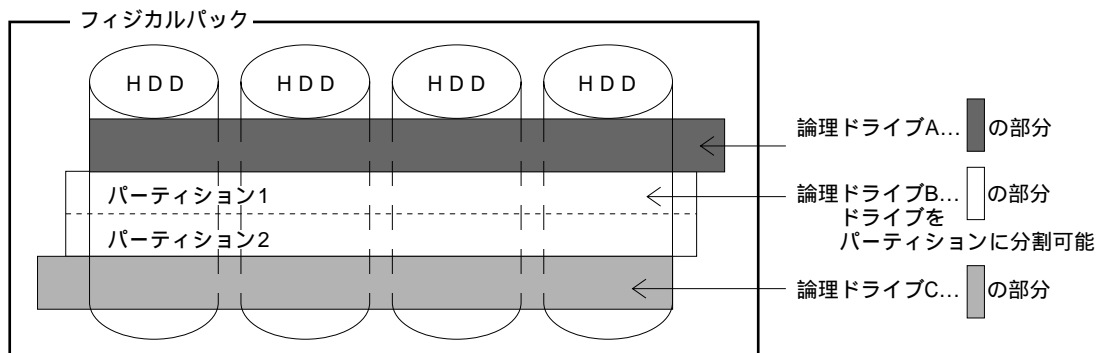 フィジカルパック
HDD HDD HDD HDD
論理ドライブA… の部分
パーティション1
論理ドライブB… の部分
ドライブを
パーティションに分割可能
パーティション2
論理ドライブC… の部分